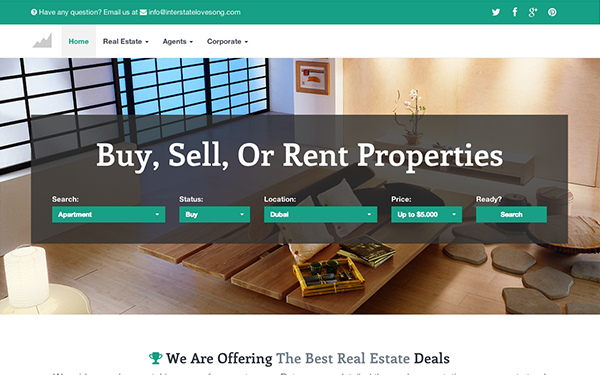 Have any question? Email us at info@interstatelovesong.com
Home Real Estate Agents Corporate
Buy, Sell, Or Rent Properties
Search: Status: Location: Price: Ready?
Apartment Buy Dubai Up to $5.000 Search
We Are Offering The Best Real Estate Deals